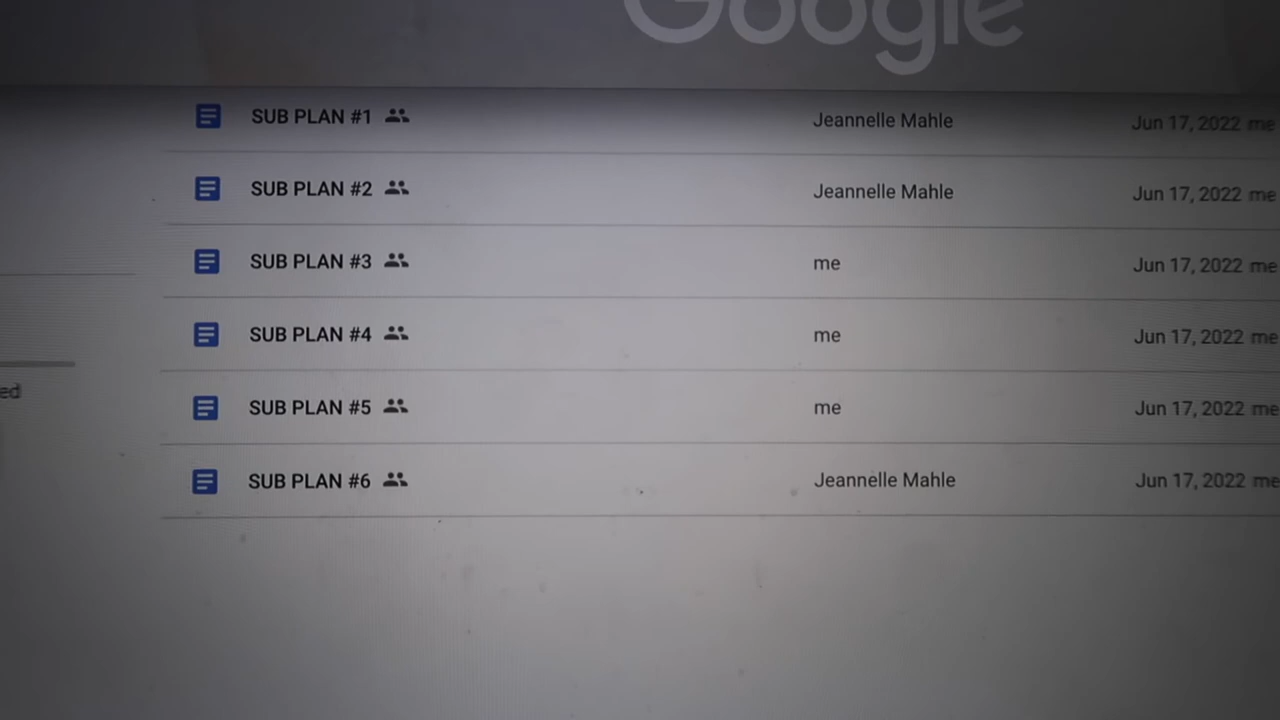 Google
SUB PLAN #1 Jeannelle Mahle Jun 17, 2022 me
SUB PLAN #2 Jeannelle Mahle Jun 17, 2022 me
SUB PLAN #3 me Jun 17, 2022 me
SUB PLAN #4 me Jun 17, 2022 me
ed
SUB PLAN #5 me Jun 17, 2022 me
SUB PLAN #6 Jeannelle Mahle Jun 17, 2022 me